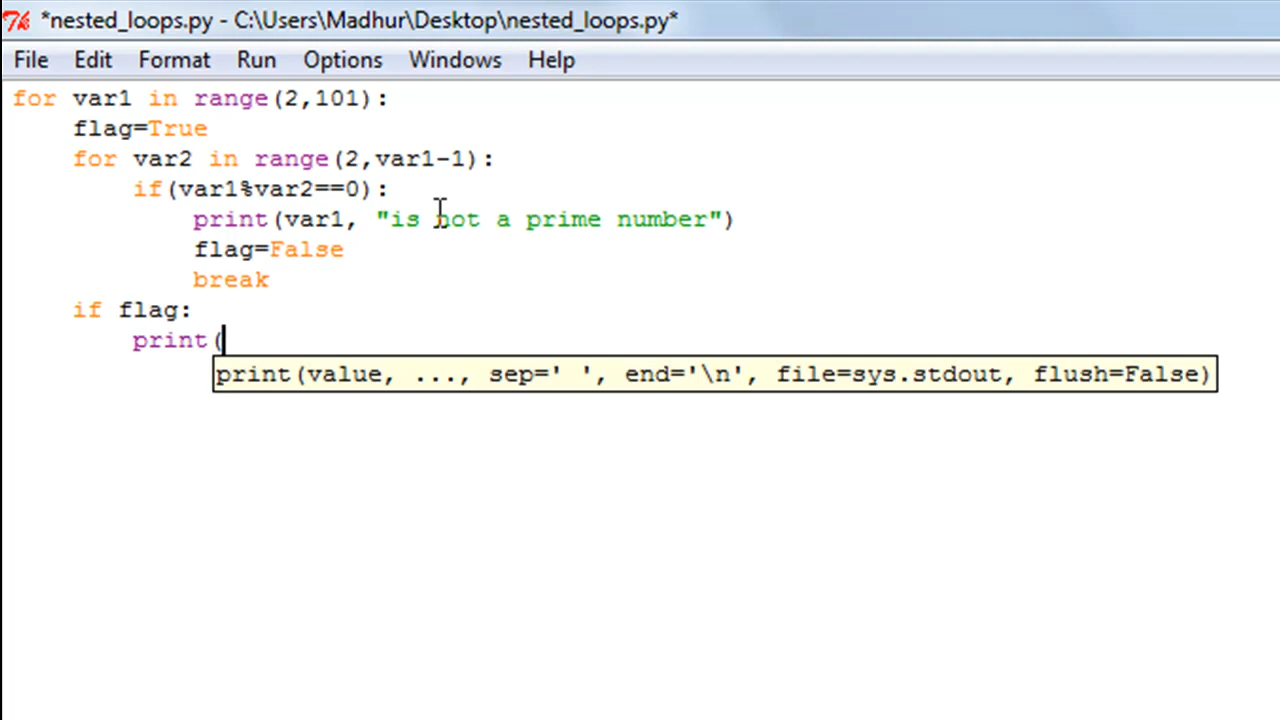 *nested_loops.py - C:\Users\Madhur\Desktop\nested_loops.py*
File Edit Format Run Options Windows Help
for var1 in range(2,101):
    flag=True
    for var2 in range(2,var1-1):
        if(var1%var2==0):
            print(var1, "is not a prime number")
            flag=False
            break
    if flag:
        print(
print(value, ..., sep=' ', end='\n', file=sys.stdout, flush=False)